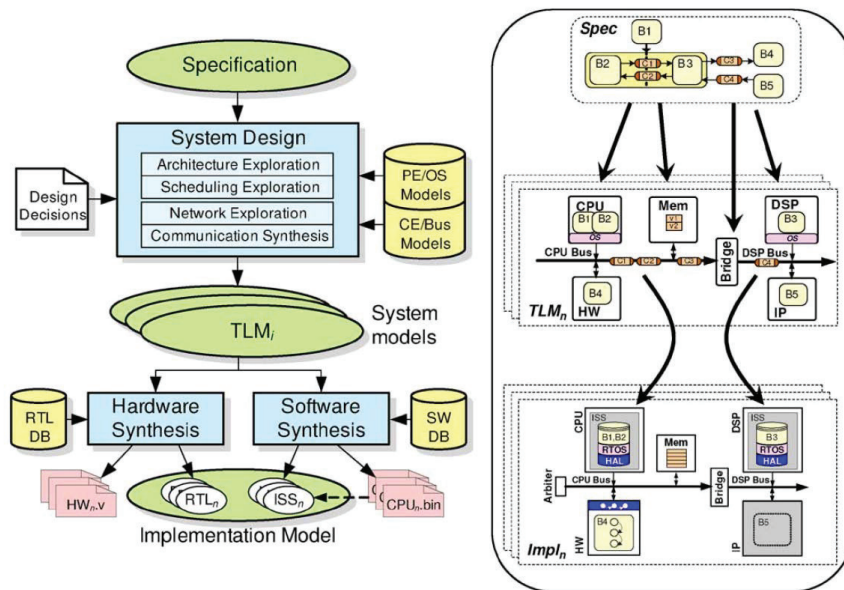 Specification
System Design
Architecture Exploration
Scheduling Exploration
Network Exploration
Communication Synthesis
Design
Decisions
PE/OS
Models
CE/Bus
Models
TLMi
System
models
RTL
DB
Hardware
Synthesis
Software
Synthesis
SW
DB
HWn.v
RTLn
ISSn
CPUn.bin
Implementation Model
Spec
B1
B2
C1
B3
C3
B4
C2
C4
B5
CPU
B1 B2
OS
Mem
v1
v2
DSP
B3
OS
CPU Bus
C1
C2
C3
Bridge
DSP Bus
C4
B4
HW
B5
IP
TLMn
CPU
ISS
B1,B2
RTOS
HAL
Mem
DSP
ISS
B3
RTOS
HAL
Arbiter
CPU Bus
Bridge
DSP Bus
HW
B4
IP
B5
Impln